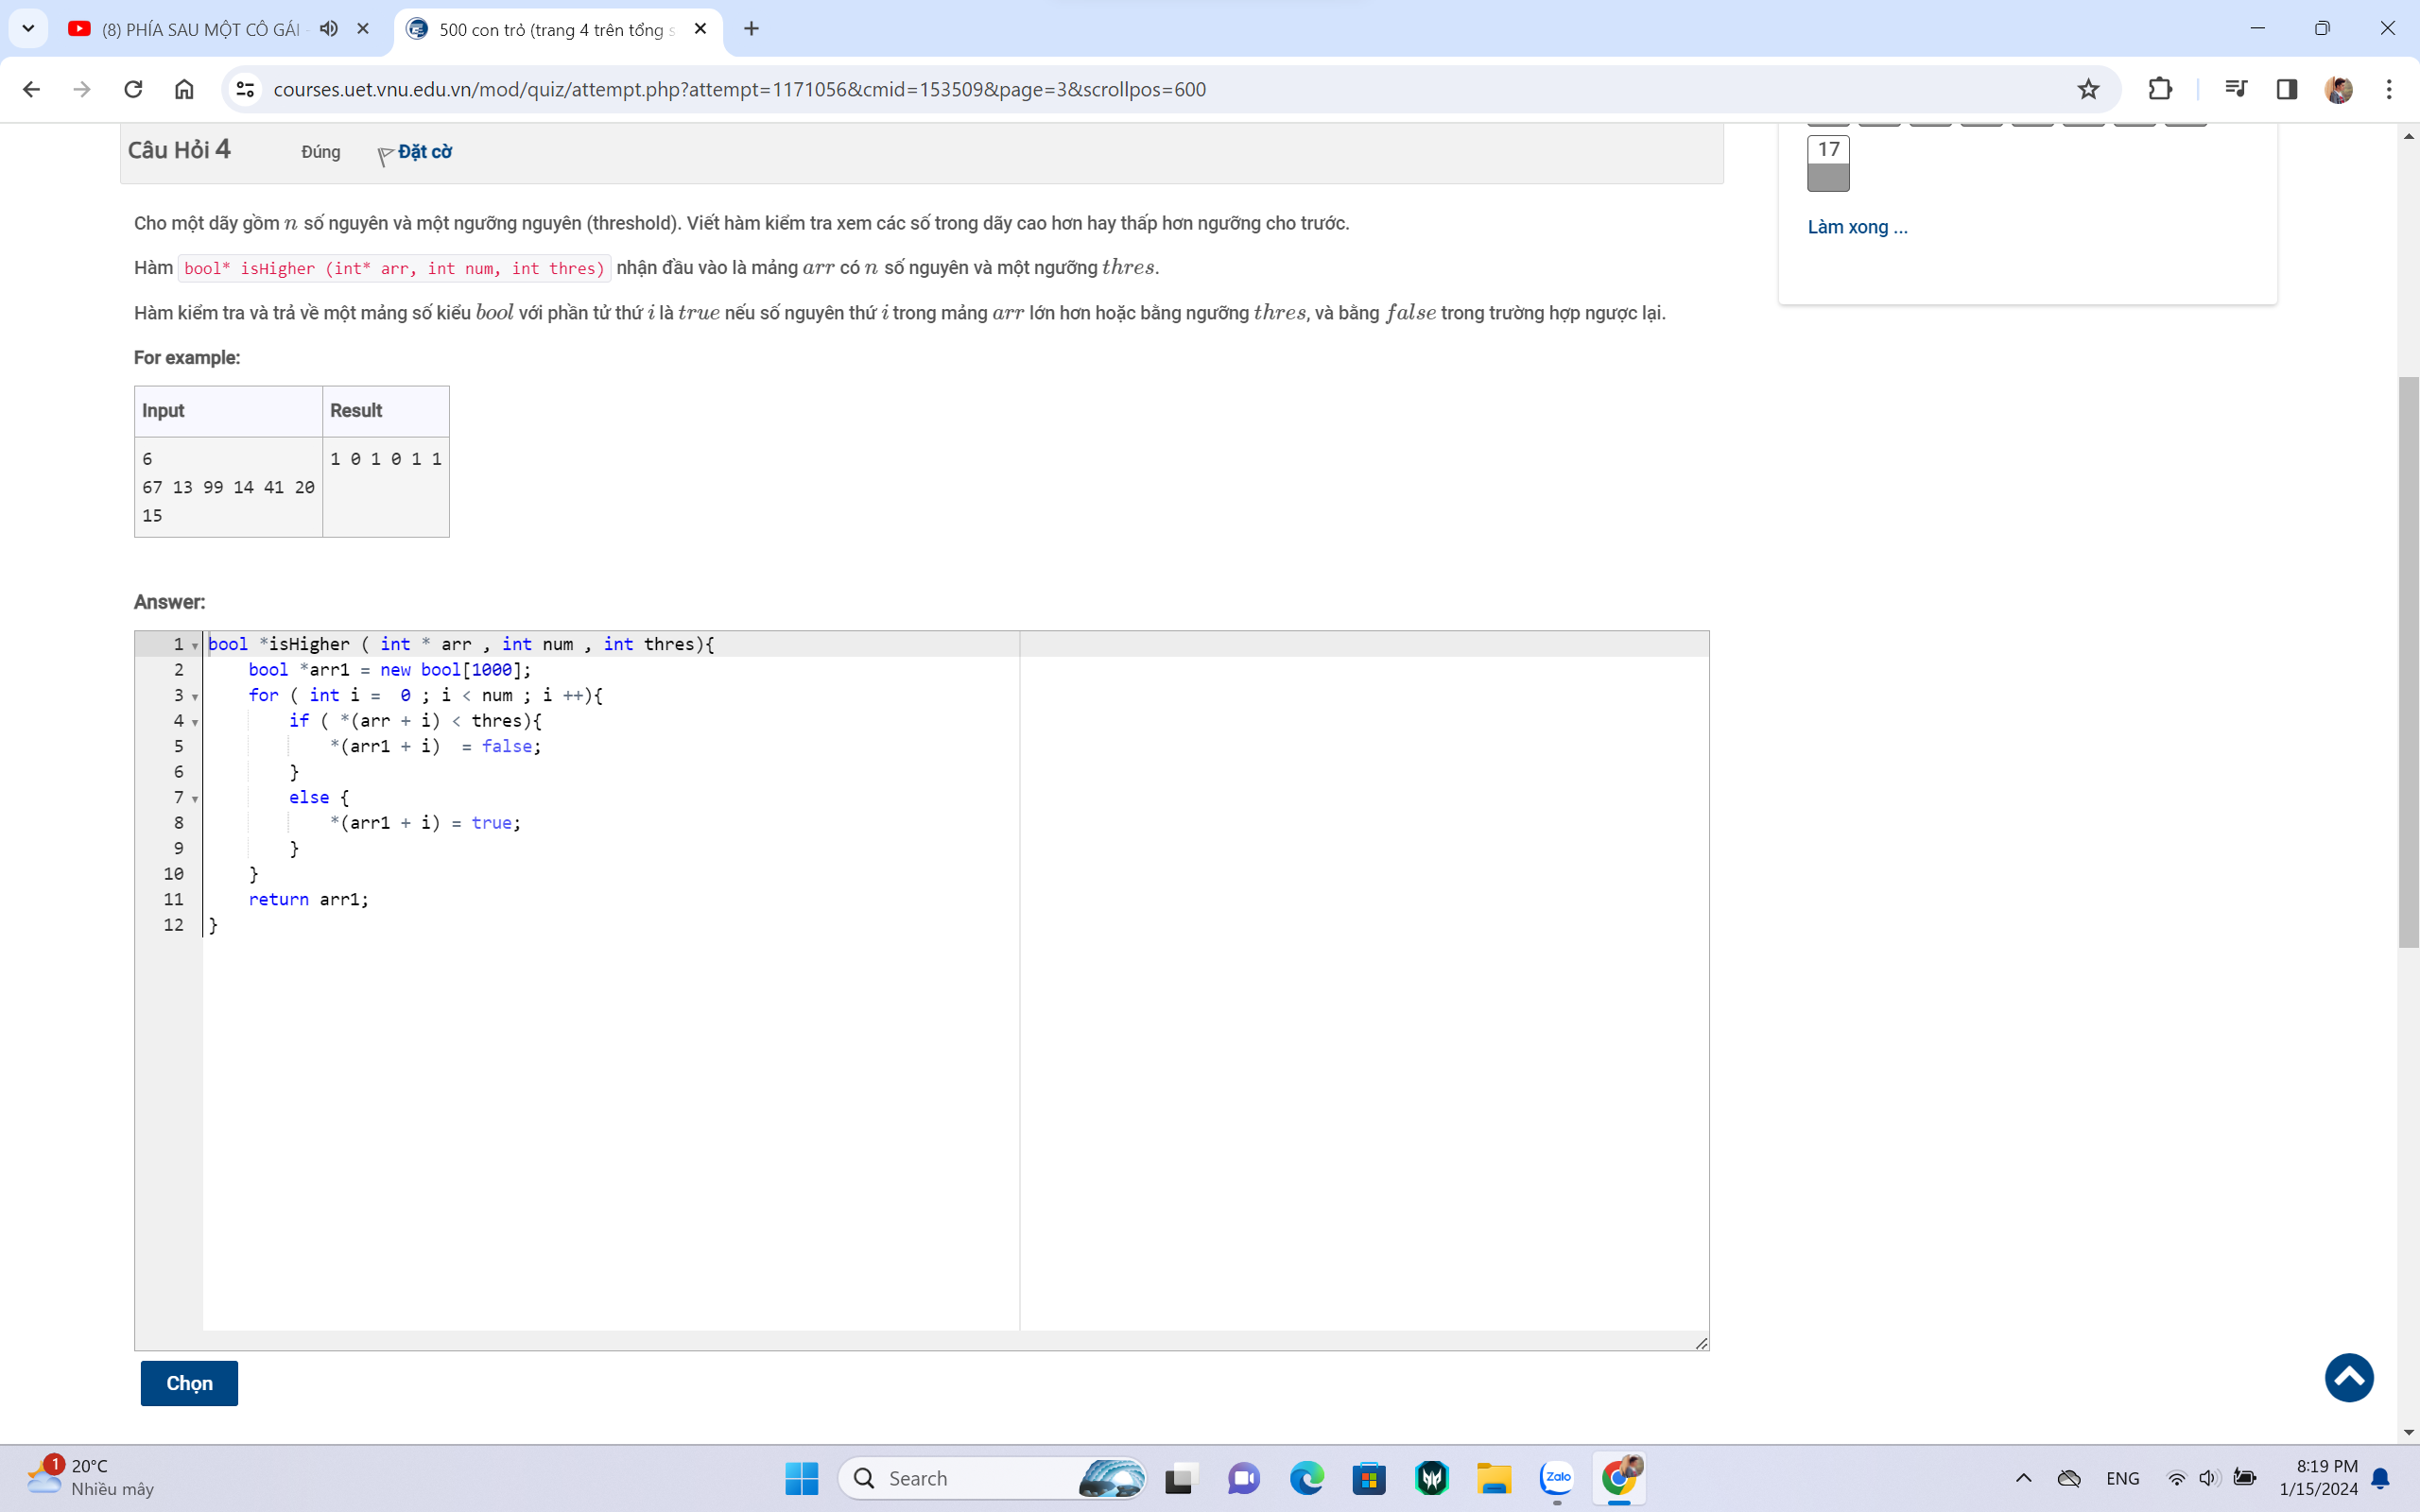 (8) PHÍA SAU MỘT CÔ GÁI
500 con trỏ (trang 4 trên tổng s
courses.uet.vnu.edu.vn/mod/quiz/attempt.php?attempt=1171056&cmid=153509&page=3&scrollpos=600
Câu Hỏi 4 Đúng Đặt cờ
17
Làm xong ...
Cho một dãy gồm n số nguyên và một ngưỡng nguyên (threshold). Viết hàm kiểm tra xem các số trong dãy cao hơn hay thấp hơn ngưỡng cho trước.
Hàm bool* isHigher (int* arr, int num, int thres) nhận đầu vào là mảng arr có n số nguyên và một ngưỡng thres.
Hàm kiểm tra và trả về một mảng số kiểu bool với phần tử thứ i là true nếu số nguyên thứ i trong mảng arr lớn hơn hoặc bằng ngưỡng thres, và bằng false trong trường hợp ngược lại.
For example:
Input Result
6 1 0 1 0 1 1
67 13 99 14 41 20
15
Answer:
1 bool *isHigher ( int * arr , int num , int thres){
2 bool *arr1 = new bool[1000];
3 for ( int i =  0 ; i < num ; i ++){
4 if ( *(arr + i) < thres){
5 *(arr1 + i)  = false;
6 }
7 else {
8 *(arr1 + i) = true;
9 }
10 }
11 return arr1;
12 }
Chọn
1
20°C
Nhiều mây
Search
Zalo
ENG
8:19 PM
1/15/2024